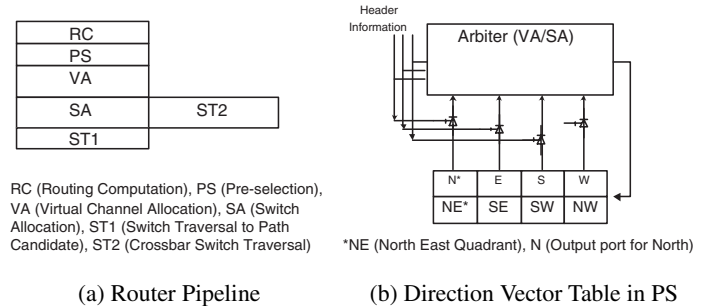 RC
PS
VA
SA
ST2
ST1
RC (Routing Computation), PS (Pre-selection),
VA (Virtual Channel Allocation), SA (Switch
Allocation), ST1 (Switch Traversal to Path
Candidate), ST2 (Crossbar Switch Traversal)
(a) Router Pipeline
Header
Information
Arbiter (VA/SA)
N* E S W
NE* SE SW NW
*NE (North East Quadrant), N (Output port for North)
(b) Direction Vector Table in PS